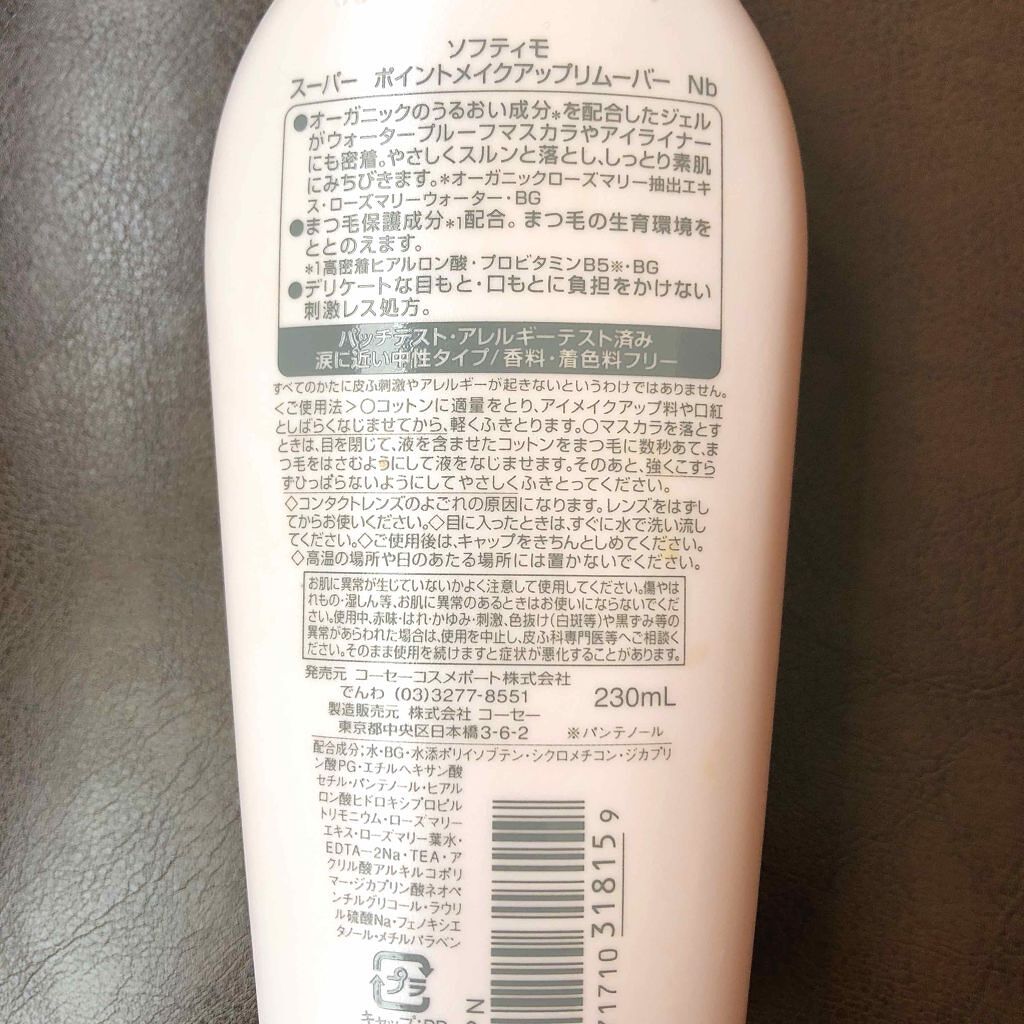 ソフティモ
スーパー ポイントメイクアップリムーバー Nb
●オーガニックのうるおい成分*を配合したジェル
がウォータープルーフマスカラやアイライナー
にも密着。やさしくスルンと落とし、しっとり素肌
にみちびきます。*オーガニックローズマリー抽出エキ
ス・ローズマリーウォーター・BG
●まつ毛保護成分*1配合。まつ毛の生育環境を
ととのえます。
*1高密着ヒアルロン酸・プロビタミンB5※・BG
●デリケートな目もと・口もとに負担をかけない
刺激レス処方。
パッチテスト・アレルギーテスト済み
涙に近い中性タイプ/香料・着色料フリー
すべてのかたに皮ふ刺激やアレルギーが起きないというわけではありません。
<ご使用法>○コットンに適量をとり、アイメイクアップ料や口紅
としばらくなじませてから、軽くふきとります。○マスカラを落とす
ときは、目を閉じて、液を含ませたコットンをまつ毛に数秒あて、ま
つ毛をはさむようにして液をなじませます。そのあと、強くこすら
ずひっぱらないようにしてやさしくふきとってください。
◇コンタクトレンズのよごれの原因になります。レンズをはずし
てからお使いください。◇目に入ったときは、すぐに水で洗い流し
てください。◇ご使用後は、キャップをきちんとしめてください。
◇高温の場所や日のあたる場所には置かないでください。
お肌に異常が生じていないかよく注意して使用してください。傷やは
れもの・湿しん等、お肌に異常のあるときはお使いにならないでくだ
さい。使用中、赤味・はれ・かゆみ・刺激、色抜け(白斑等)や黒ずみ等の
異常があらわれた場合は、使用を中止し、皮ふ科専門医等へご相談く
ださい。そのまま使用を続けますと症状が悪化することがあります。
発売元 コーセーコスメポート株式会社
でんわ (03)3277-8551 230mL
製造販売元 株式会社 コーセー
東京都中央区日本橋3-6-2 ※パンテノール
配合成分;水・BG・水添ポリイソブテン・シクロメチコン・ジカプリ
ン酸PG・エチルヘキサン酸
セチル・パンテノール・ヒアル
ロン酸ヒドロキシプロピル
トリモニウム・ローズマリー
エキス・ローズマリー葉水・
EDTA-2Na・TEA・ア
クリル酸アルキルコポリ
マー・ジカプリン酸ネオペ
ンチルグリコール・ラウリ
ル硫酸Na・フェノキシエ
タノール・メチルパラベン
プラ
キャップ:PP
71710318159